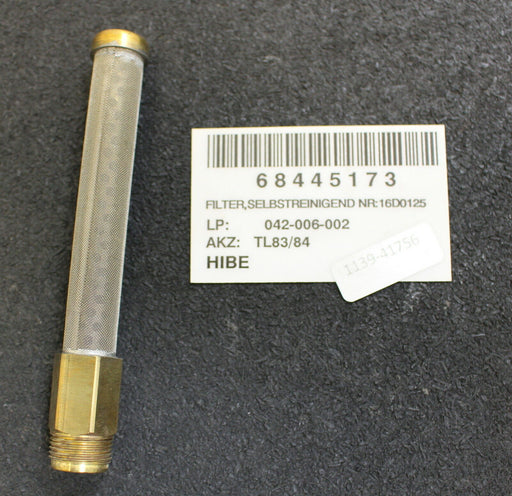 68445173
FILTER,SELBSTREINIGEND NR:16D0125
LP: 042-006-002
AKZ: TL83/84
HIBE
1139-41756